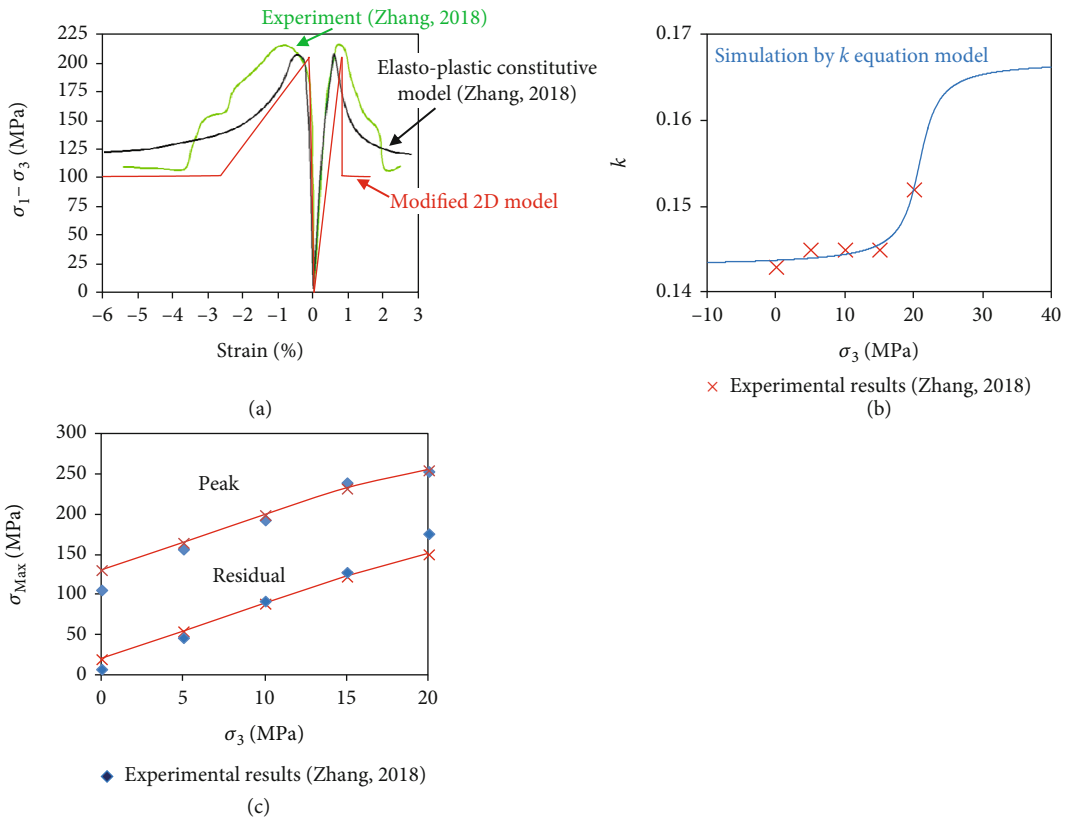 Experiment (Zhang, 2018)
Elasto-plastic constitutive
model (Zhang, 2018)
Modified 2D model
225
200
175
150
125
100
75
50
25
0
σ₁ – σ₃ (MPa)
–6 –5 –4 –3 –2 –1 0 1 2 3
Strain (%)
(a)
Simulation by k equation model
0.17
0.16
0.15
0.14
k
–10 0 10 20 30 40
σ₃ (MPa)
× Experimental results (Zhang, 2018)
(b)
300
250
200
150
100
50
0
σMax (MPa)
Peak
Residual
0 5 10 15 20
σ₃ (MPa)
Experimental results (Zhang, 2018)
(c)